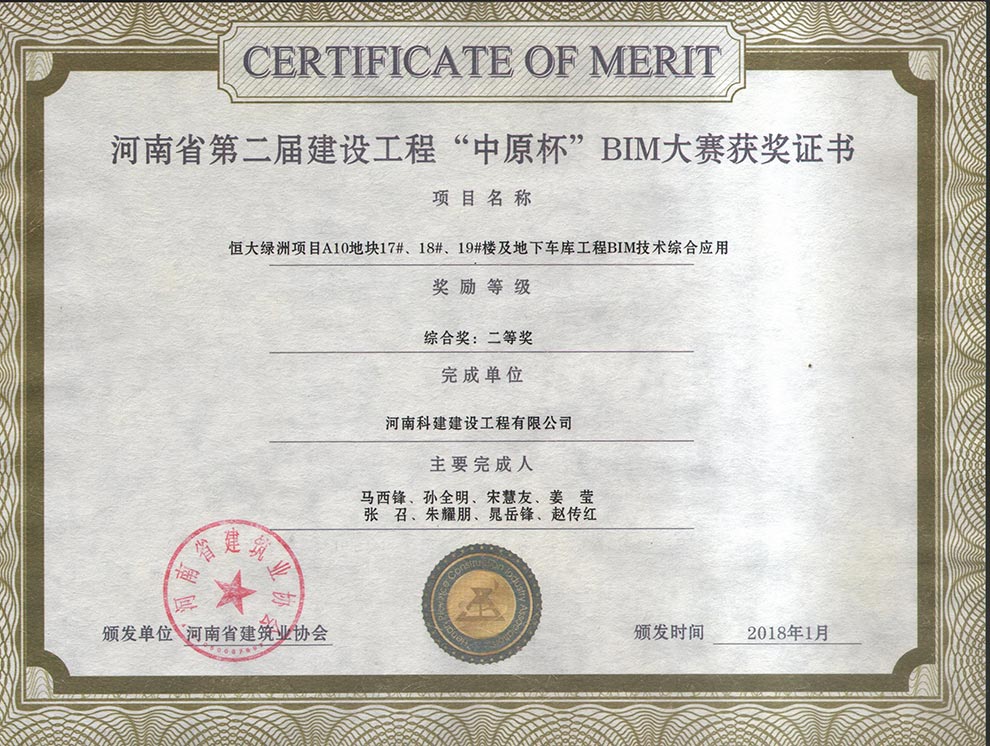 CERTIFICATE OF MERIT
河南省第二届建设工程“中原杯”BIM大赛获奖证书
项目名称
恒大绿洲项目A10地块17#、18#、19#楼及地下车库工程BIM技术综合应用
奖励等级
综合奖：二等奖
完成单位
河南科建建设工程有限公司
主要完成人
马西锋、孙全明、宋慧友、姜 莹
张 召、朱耀朋、晁岳锋、赵传红
河南省建筑业协会
颁发单位 河南省建筑业协会
颁发时间 2018年1月